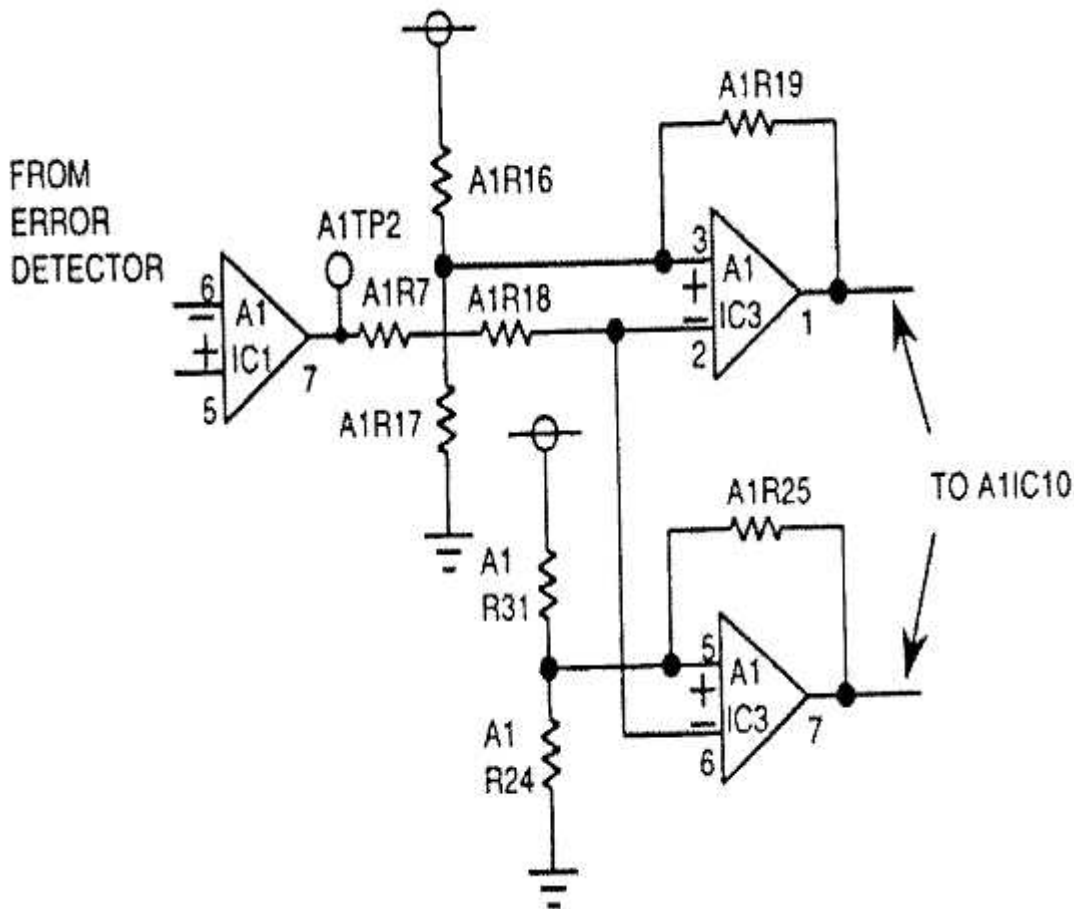 A1R19
FROM
ERROR
DETECTOR
A1R16
A1TP2
A1R7
A1R18
6
-
A1
+
IC1
5
7
3
+
A1
-
IC3
2
1
A1R17
TO A1IC10
A1R25
A1
R31
5
+
A1
-
IC3
6
7
A1
R24